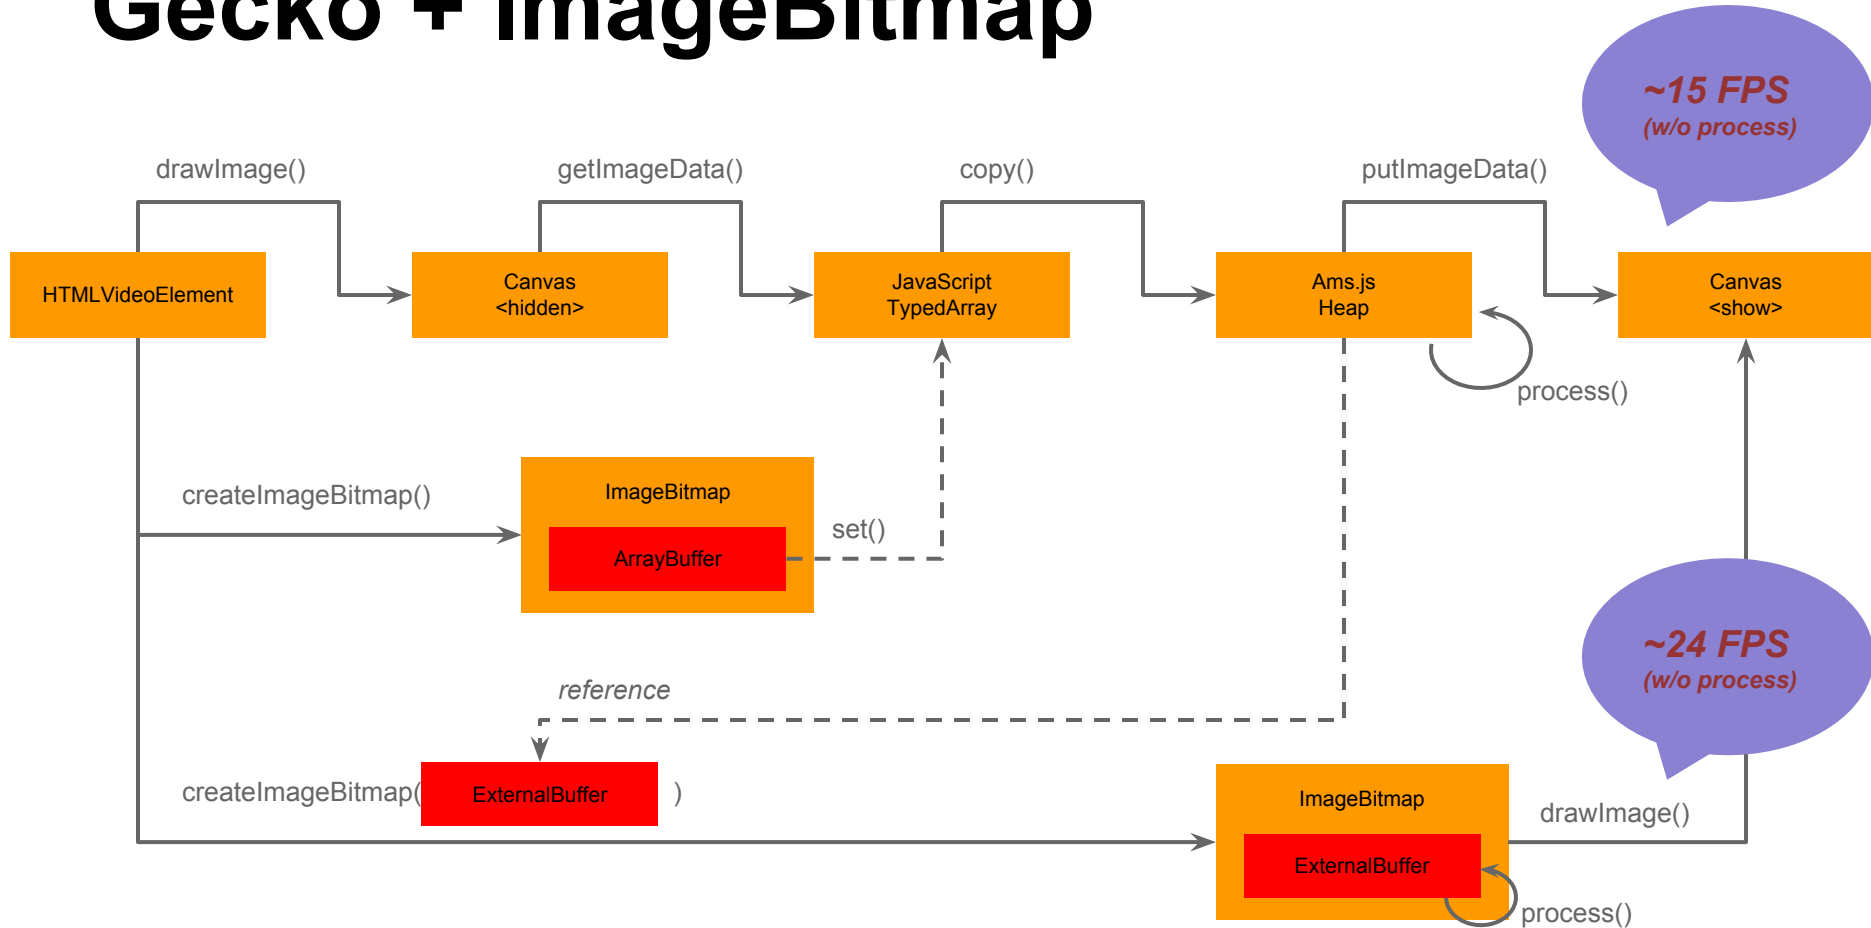 Gecko + ImageBitmap
~15 FPS
(w/o process)
drawImage()
getImageData()
copy()
putImageData()
HTMLVideoElement
Canvas
<hidden>
JavaScript
TypedArray
Ams.js
Heap
Canvas
<show>
process()
createImageBitmap()
ImageBitmap
ArrayBuffer
set()
~24 FPS
(w/o process)
reference
createImageBitmap( ExternalBuffer )
ImageBitmap
ExternalBuffer
drawImage()
process()